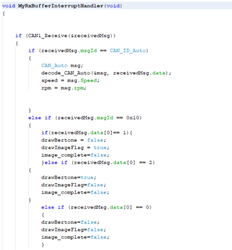 void MyRxBufferInterruptHandler(void)
{
if (CAN1_Receive(&receivedMsg))
{
if (receivedMsg.msgId == CAN_ID_Auto)
{
CAN_Auto msg;
decode_CAN_Auto(&msg, receivedMsg.data);
speed = msg.Speed;
rpm = msg.rpm;
}
else if (receivedMsg.msgId == 0x10)
{
if(receivedMsg.data[0]== 1){
drawBertone = false;
drawImageFlag = true;
image_complete=false;
}else if (receivedMsg.data[0] == 2)
{
drawBertone=true;
drawImageFlag=false;
image_complete=false;
}
else if (receivedMsg.data[0] == 0)
{
drawBertone=false;
drawImageFlag=false;
image_complete=false;
}